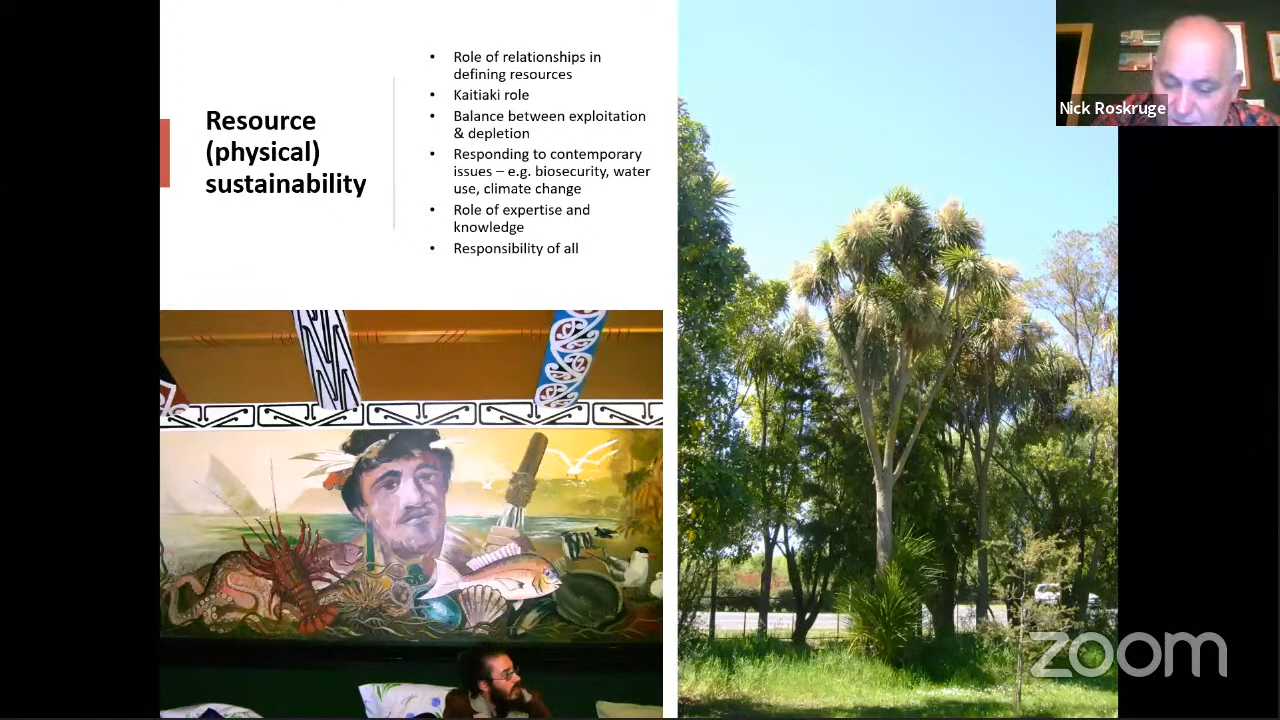 Resource
(physical)
sustainability
• Role of relationships in
defining resources
• Kaitiaki role
• Balance between exploitation
& depletion
• Responding to contemporary
issues – e.g. biosecurity, water
use, climate change
• Role of expertise and
knowledge
• Responsibility of all
Nick Roskruge
zoom